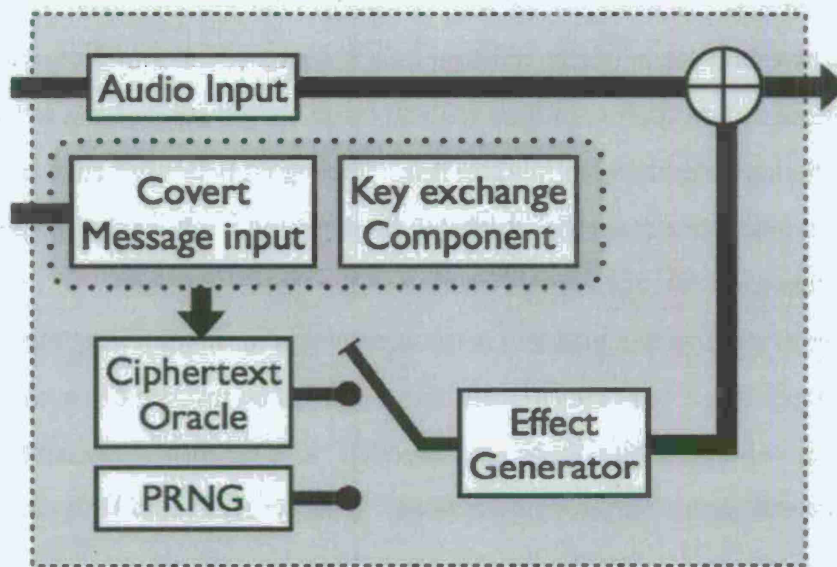 Audio Input
Covert
Message input
Key exchange
Component
Ciphertext
Oracle
PRNG
Effect
Generator